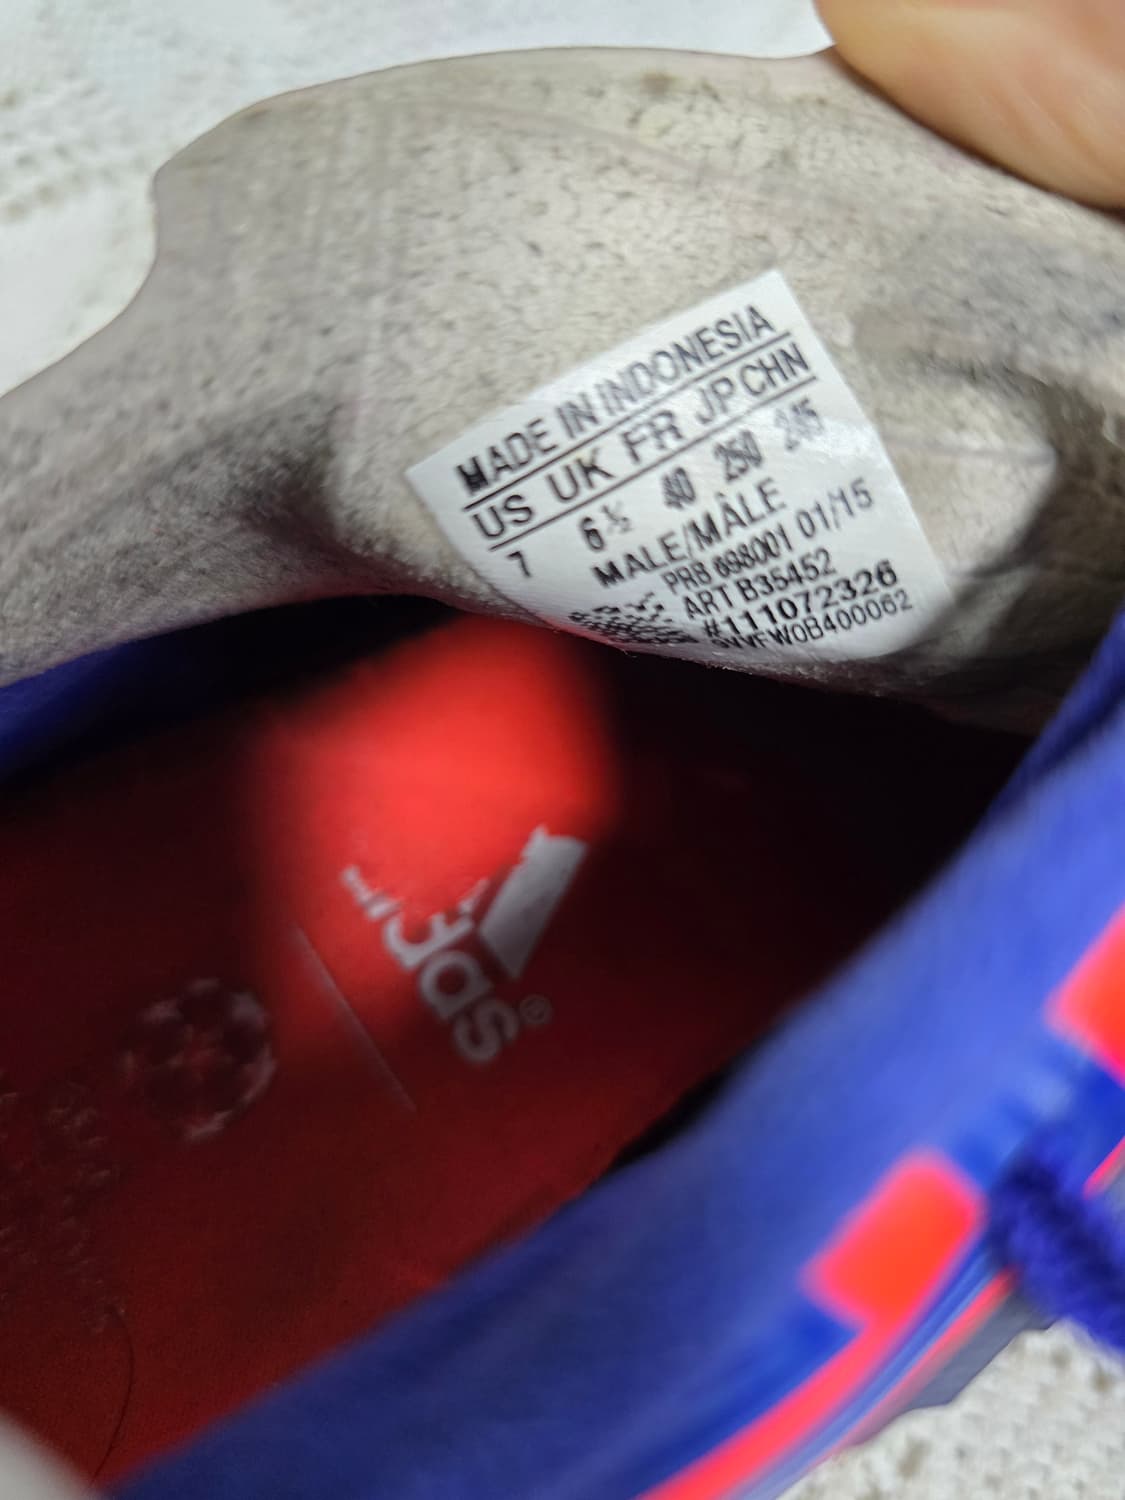 MADE IN INDONESIA
US UK FR JP CHN
7 6½ 40 250 245
MALE/MÂLE
PRB 698001 01/15
ART B35452
#111072326
adidas®